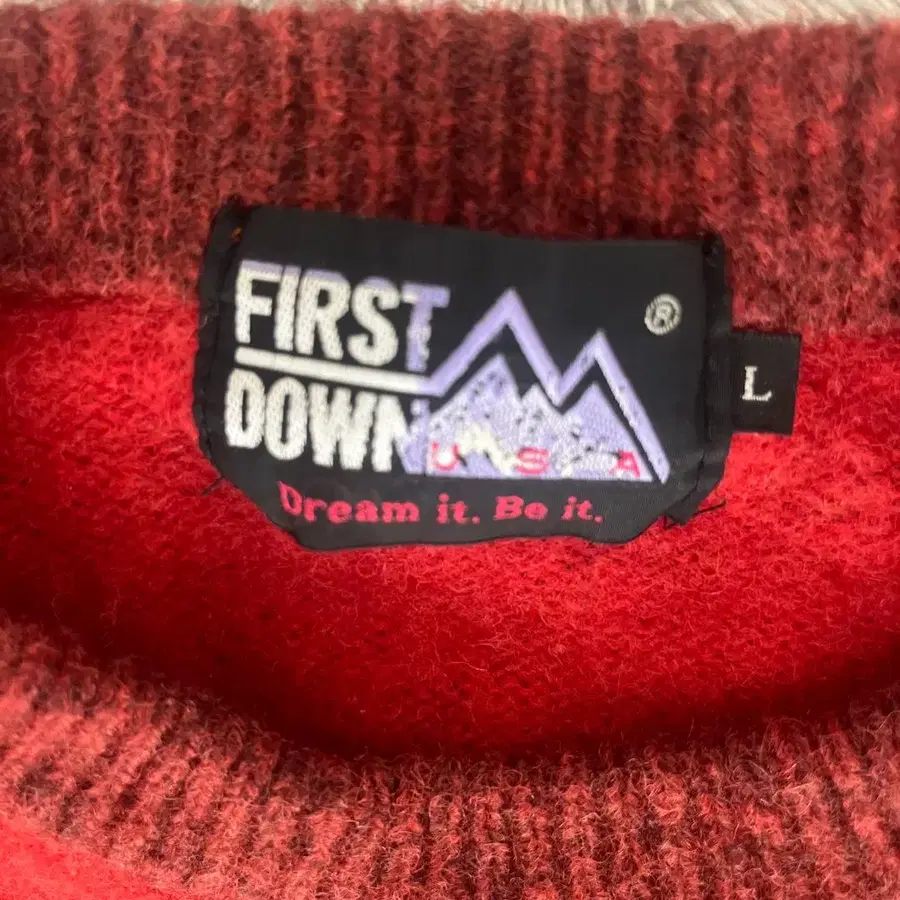 FIRST
DOWN
USA
®
Dream it. Be it.
L